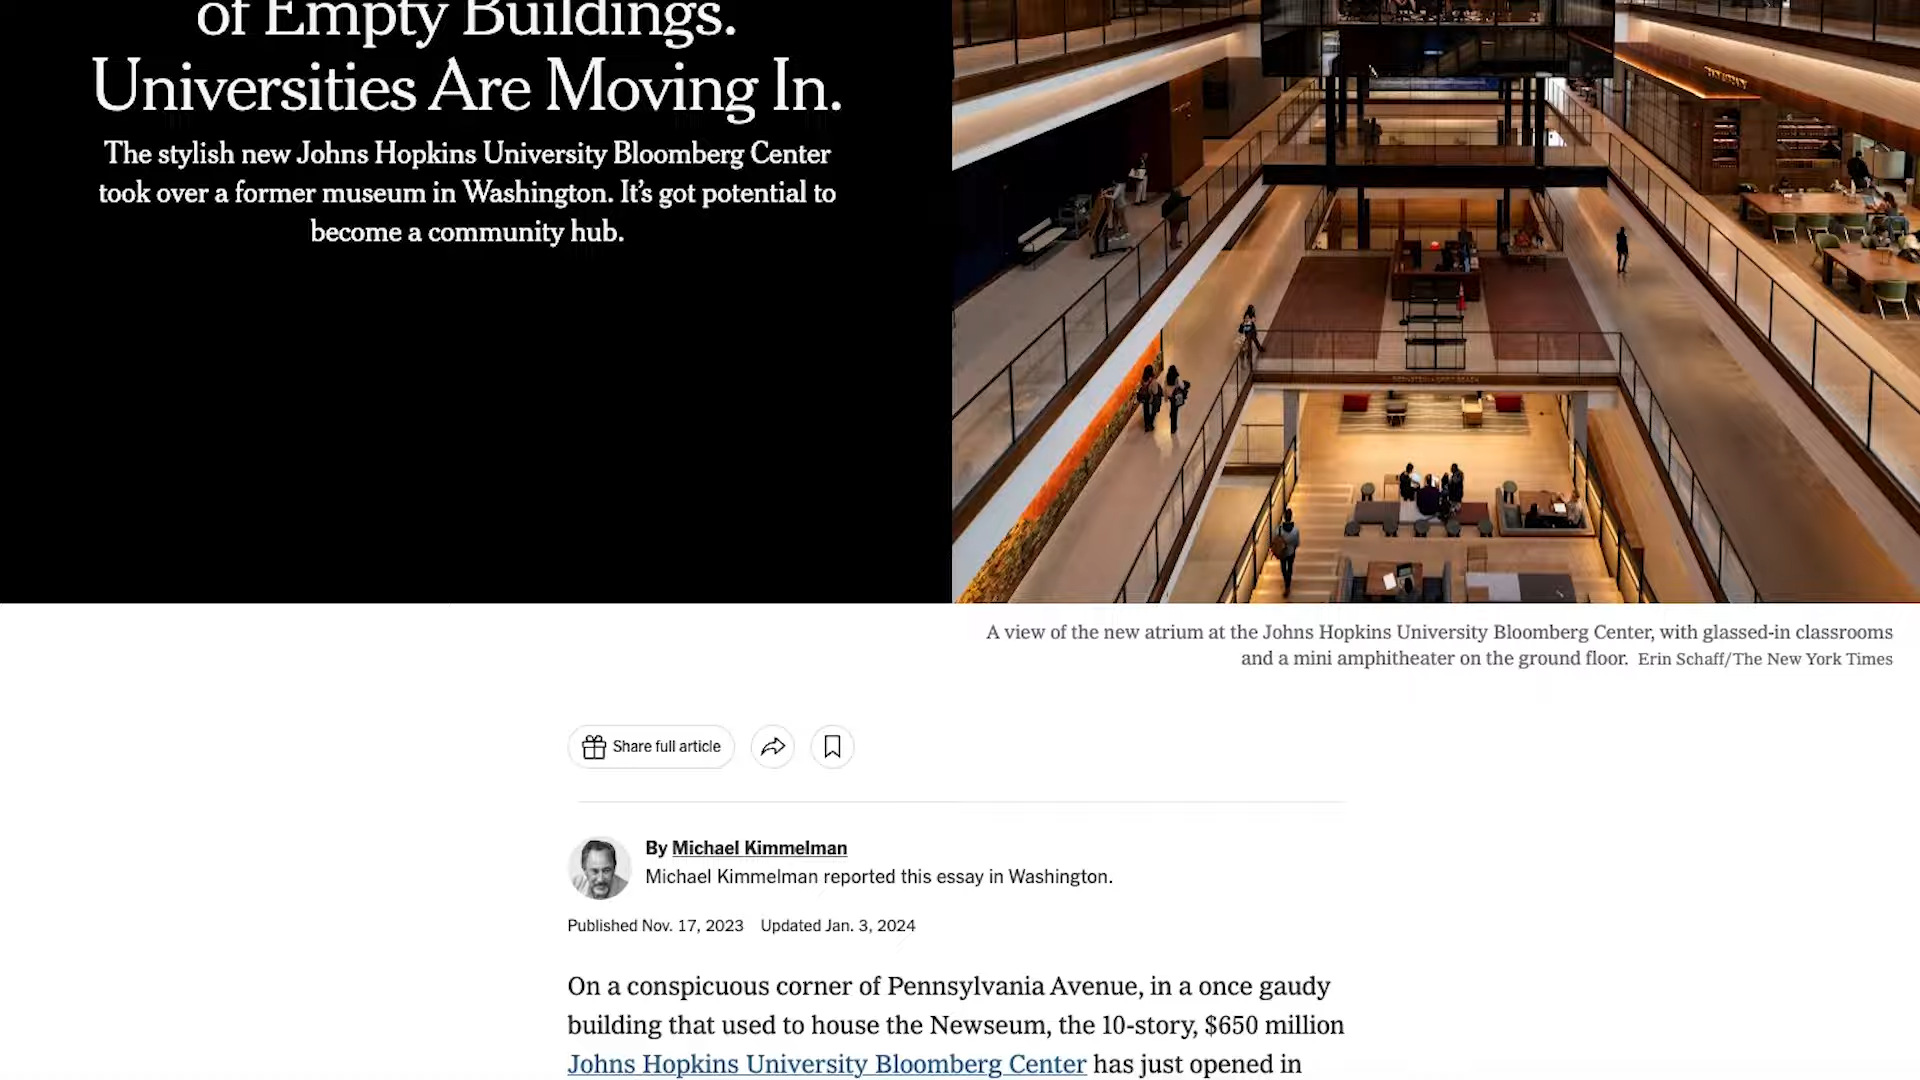 of Empty Buildings.
Universities Are Moving In.
The stylish new Johns Hopkins University Bloomberg Center
took over a former museum in Washington. It’s got potential to
become a community hub.
A view of the new atrium at the Johns Hopkins University Bloomberg Center, with glassed-in classrooms
and a mini amphitheater on the ground floor. Erin Schaff/The New York Times
Share full article
By Michael Kimmelman
Michael Kimmelman reported this essay in Washington.
Published Nov. 17, 2023 Updated Jan. 3, 2024
On a conspicuous corner of Pennsylvania Avenue, in a once gaudy
building that used to house the Newseum, the 10-story, $650 million
Johns Hopkins University Bloomberg Center has just opened in